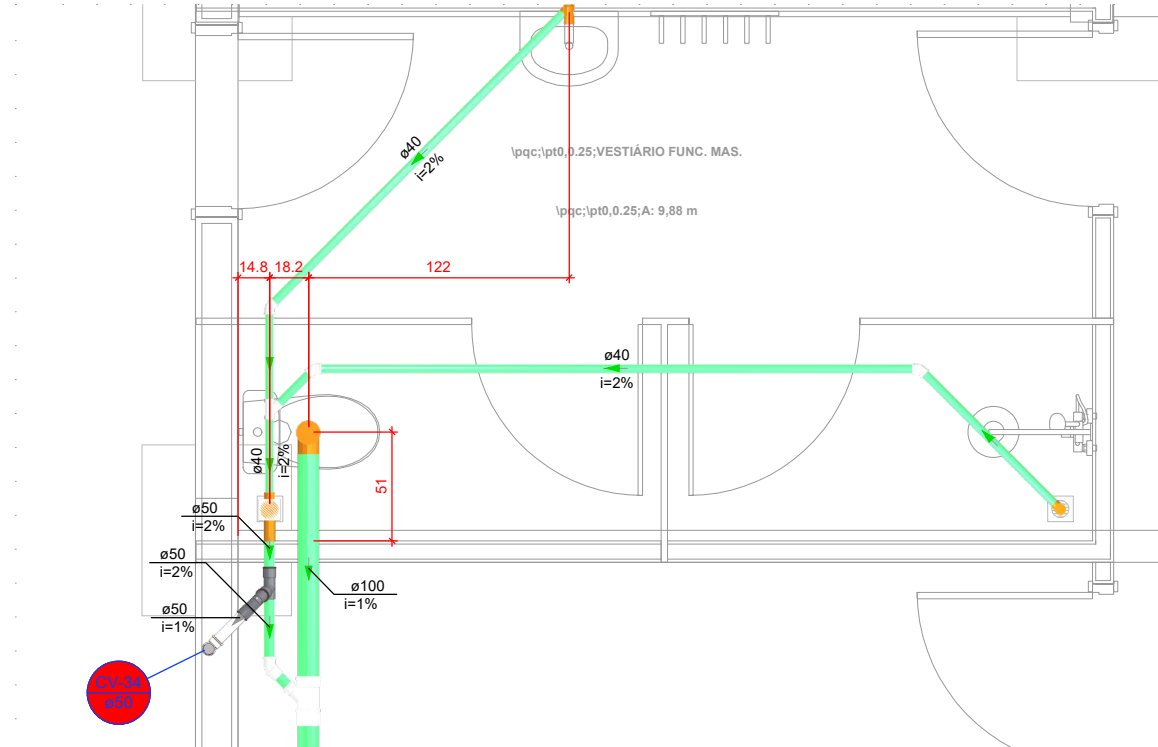 ø40
i=2%
\pqc;\pt0,0.25;VESTIÁRIO FUNC. MAS.
\pqc;\pt0,0.25;A: 9,88 m
14.8
18.2
122
ø40
i=2%
ø40
i=2%
51
ø50
i=2%
ø50
i=2%
ø100
i=1%
ø50
i=1%
CV-34
ø50